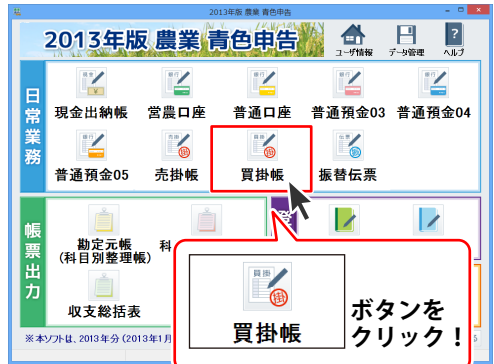 2013年版 農業 青色申告
2013年版 農業 青色申告
ユーザ情報 データ管理 ヘルプ
日常業務
現金出納帳 営農口座 普通口座 普通預金03 普通預金04
普通預金05 売掛帳 買掛帳 振替伝票
帳票出力
勘定元帳
(科目別整理帳)
科
収支総括表
買掛
掛
買掛帳
ボタンを
クリック！
※本ソフトは、2013年分(2013年1月